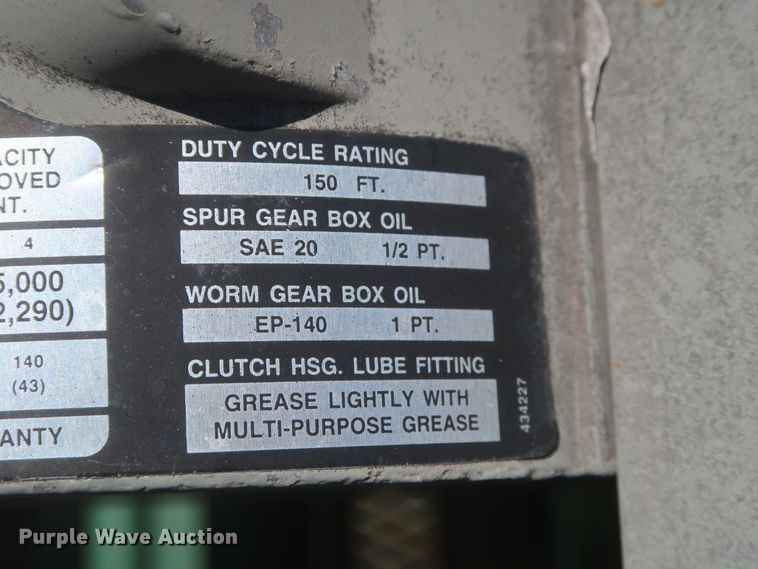 ACITY
OVED
NT.
4
5,000
2,290)
140
(43)
ANTY
DUTY CYCLE RATING
150 FT.
SPUR GEAR BOX OIL
SAE 20 1/2 PT.
WORM GEAR BOX OIL
EP-140 1 PT.
CLUTCH HSG. LUBE FITTING
GREASE LIGHTLY WITH
MULTI-PURPOSE GREASE
434227
Purple Wave Auction